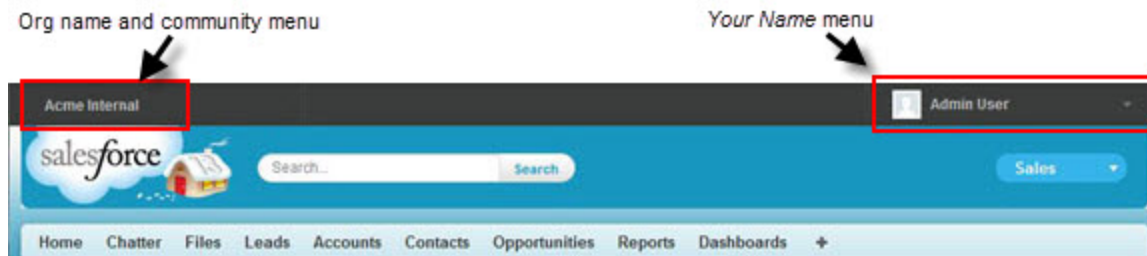 Org name and community menu
Your Name menu
Acme Internal
Admin User
salesforce
Search...
Search
Sales
Home Chatter Files Leads Accounts Contacts Opportunities Reports Dashboards +